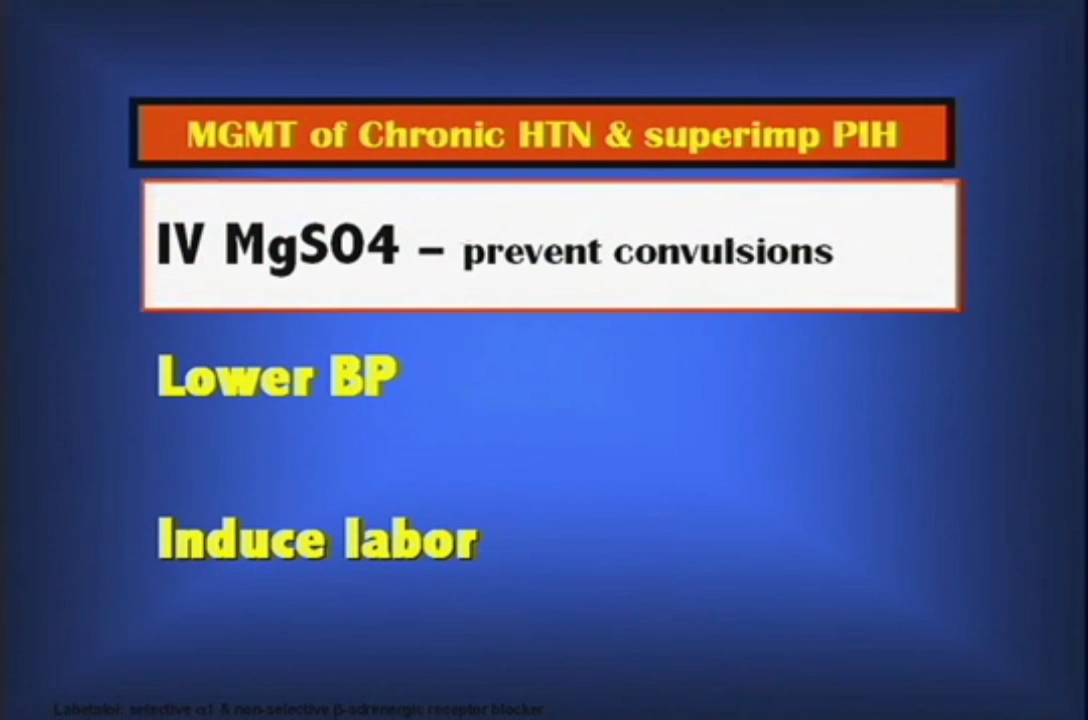 MGMT of Chronic HTN & superimp PIH
IV MgSO4 – prevent convulsions
Lower BP
Induce labor
Labetalol: selective α1 & non-selective β-adrenergic receptor blocker